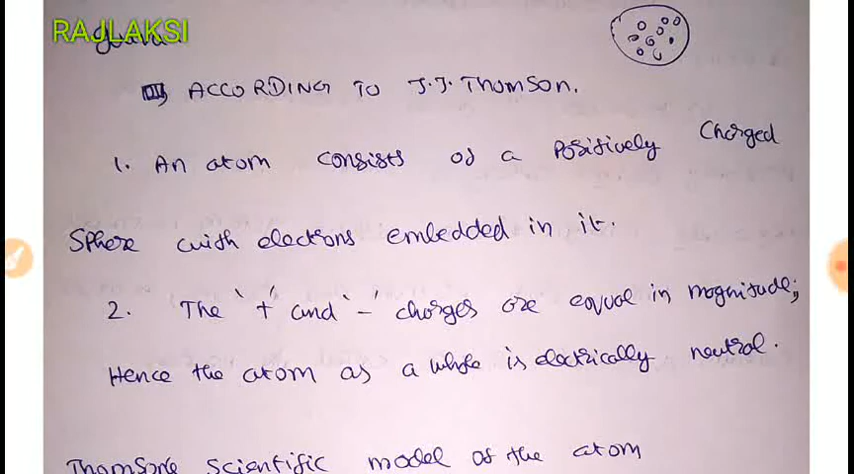 RAJLAKSI
ACCORDING TO J.J. Thomson.
1. An atom consists of a Positively Charged
Sphere with electrons embedded in it.
2. The '+' and '-' charges are equal in magnitude;
Hence the atom as a whole is electrically neutral.
Thomsons scientific model of the atom